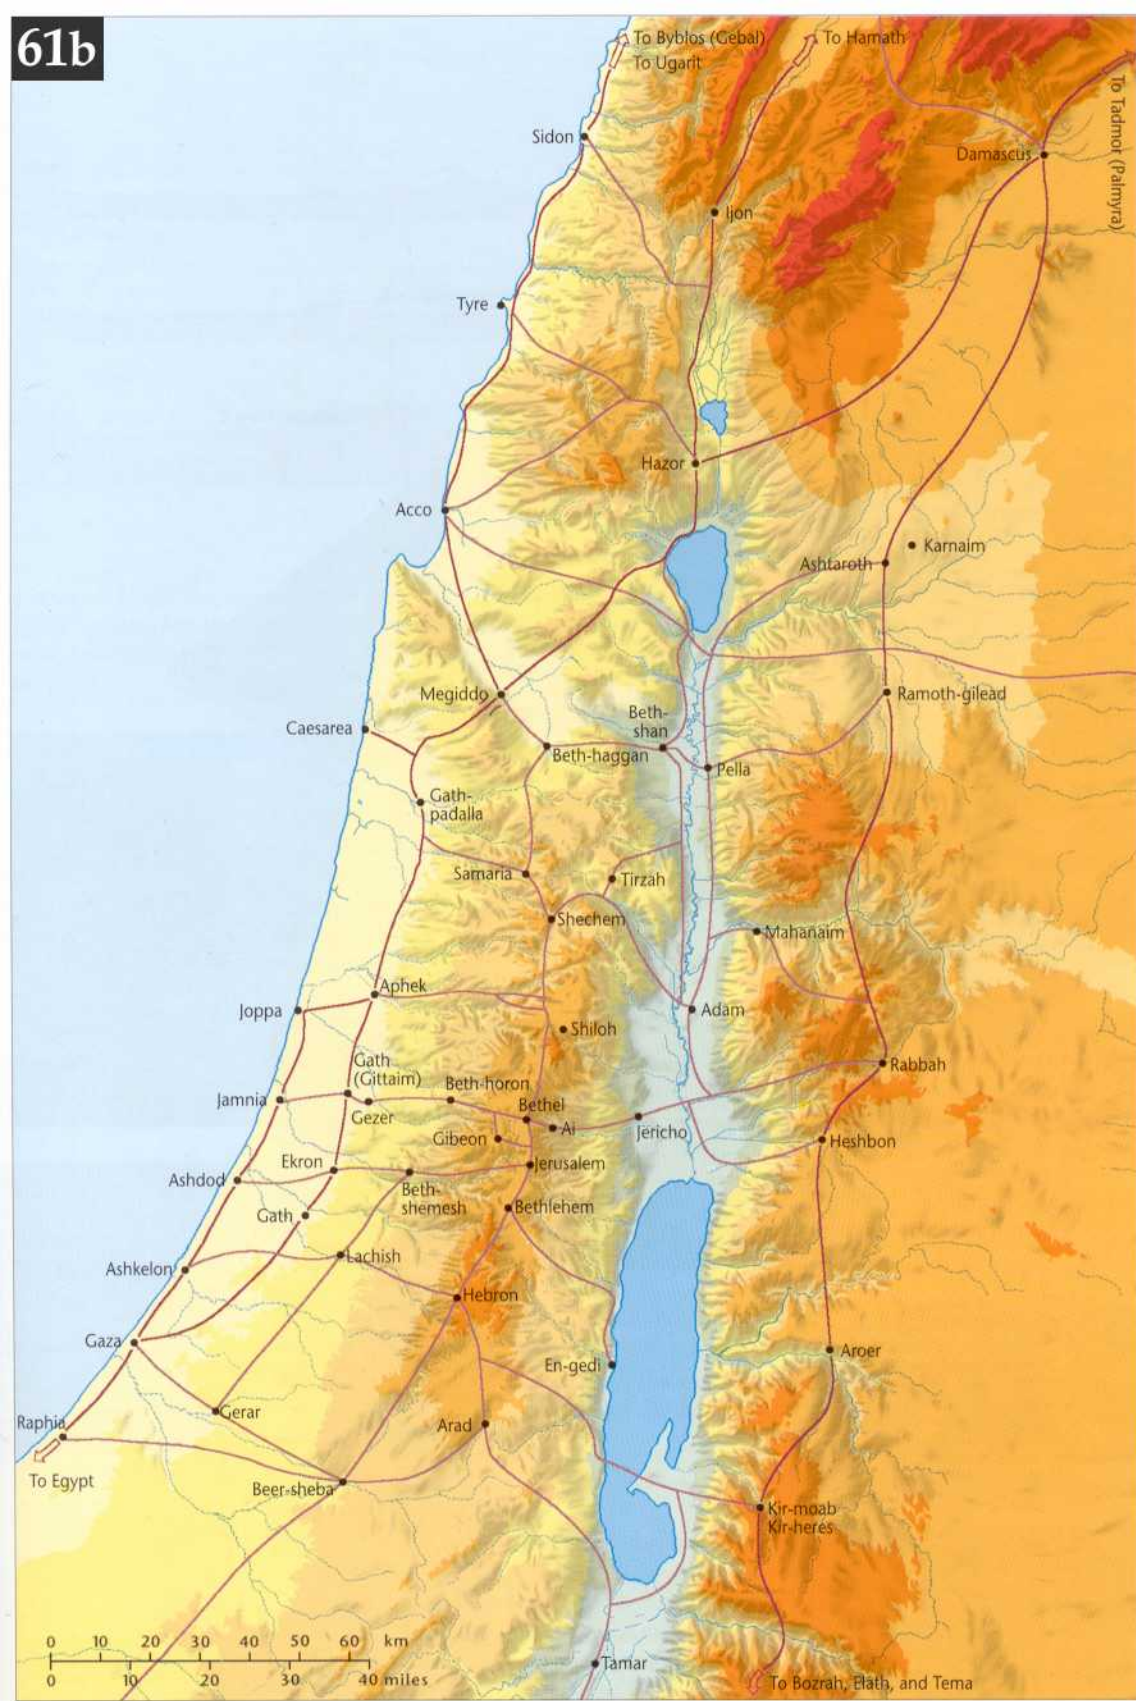 61b
To Byblos (Gebal)
To Ugarit
To Hamath
To Tadmor (Palmyra)
Sidon
Damascus
Ijon
Tyre
Hazor
Acco
Karnaim
Ashtaroth
Megiddo
Ramoth-gilead
Caesarea
Beth-
shan
Beth-haggan
Pella
Gath-
padalla
Samaria
Tirzah
Shechem
Mahanaim
Aphek
Joppa
Adam
Shiloh
Gath
(Gittaim)
Rabbah
Beth-horon
Jamnia
Gezer
Bethel
Ai
Jericho
Gibeon
Heshbon
Ekron
Jerusalem
Ashdod
Beth-
shemesh
Gath
Bethlehem
Lachish
Ashkelon
Hebron
Gaza
En-gedi
Aroer
Gerar
Raphia
Arad
To Egypt
Beer-sheba
Kir-moab
Kir-heres
0 10 20 30 40 50 60 km
0 10 20 30 40 miles
Tamar
To Bozrah, Elath, and Tema